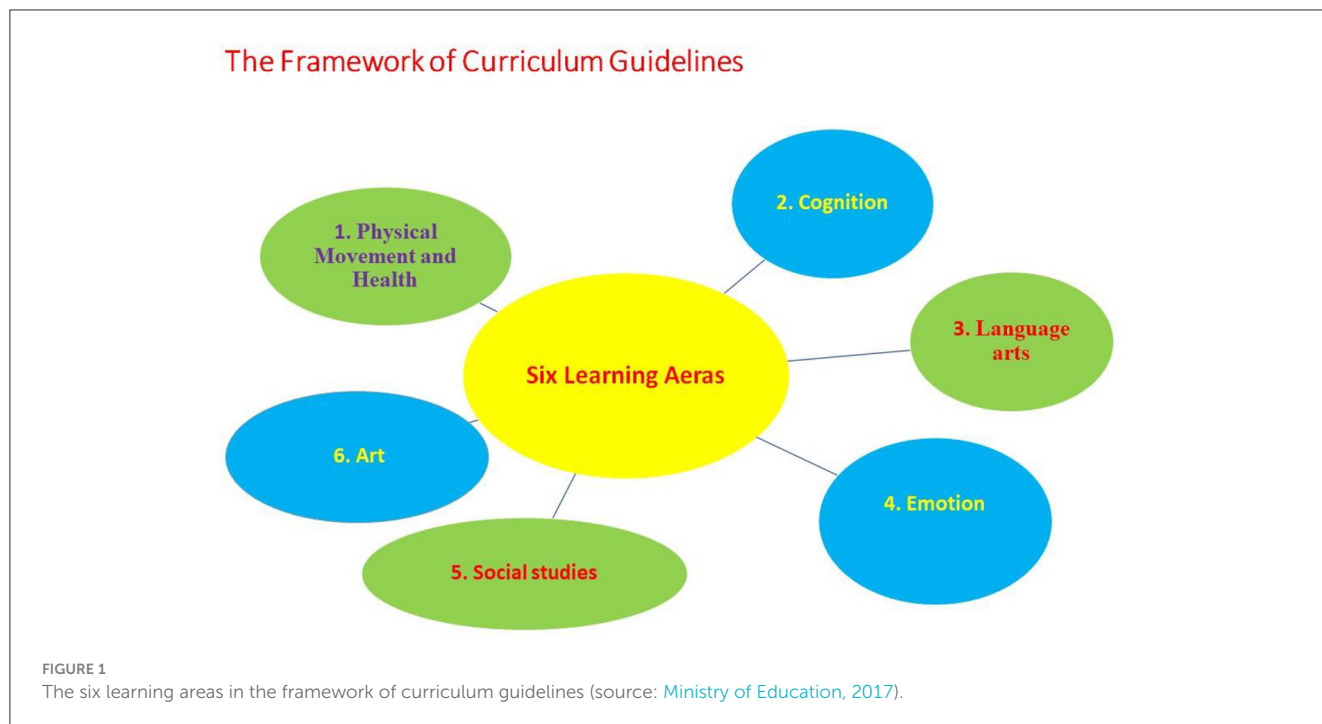 The Framework of Curriculum Guidelines
1. Physical
Movement and
Health
2. Cognition
3. Language
arts
Six Learning Aeras
4. Emotion
5. Social studies
6. Art
FIGURE 1
The six learning areas in the framework of curriculum guidelines (source: Ministry of Education, 2017).